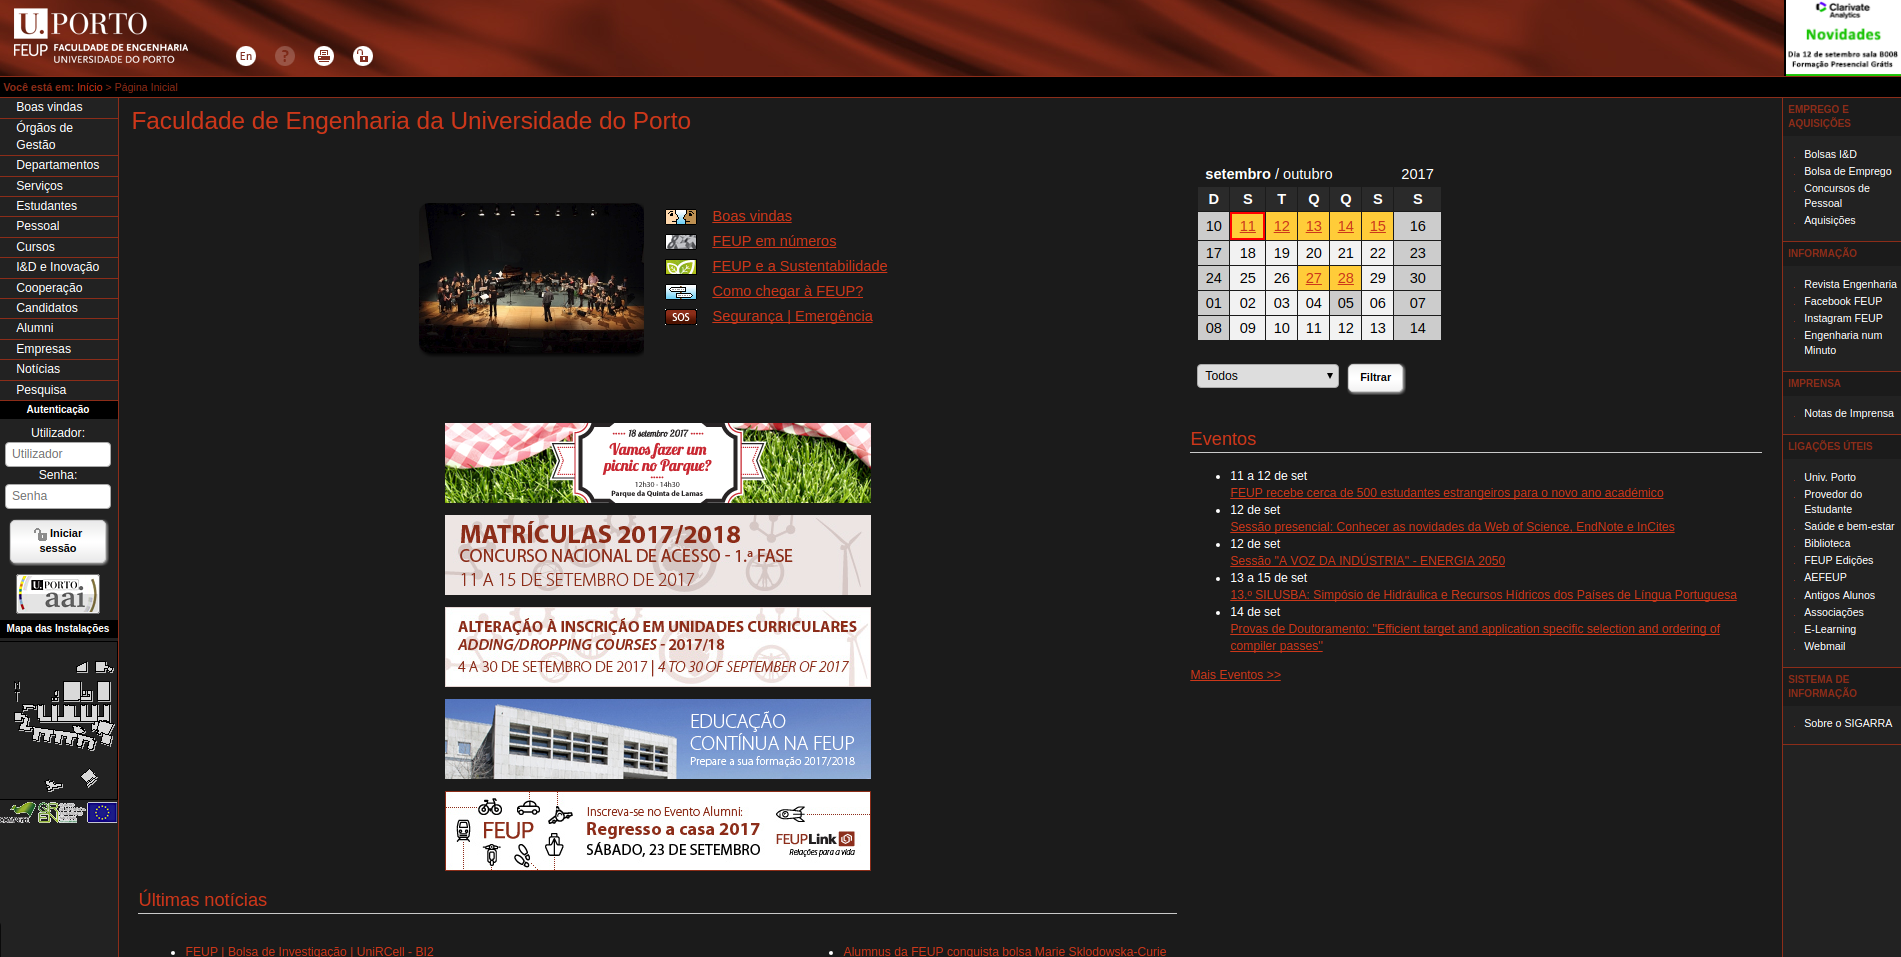 U. PORTO
FEUP FACULDADE DE ENGENHARIA
UNIVERSIDADE DO PORTO
En
?
Clarivate
Analytics
Novidades
Dia 12 de setembro sala B008
Formação Presencial Grátis
Você está em: Início > Página Inicial
Boas vindas
Órgãos de
Gestão
Departamentos
Serviços
Estudantes
Pessoal
Cursos
I&D e Inovação
Cooperação
Candidatos
Alumni
Empresas
Notícias
Pesquisa
Autenticação
Utilizador:
Utilizador
Senha:
Senha
Iniciar
sessão
U.PORTO
aai
Mapa das Instalações
Faculdade de Engenharia da Universidade do Porto
Boas vindas
FEUP em números
FEUP e a Sustentabilidade
Como chegar à FEUP?
SOS
Segurança | Emergência
18 setembro 2017
Vamos fazer um
picnic no Parque?
12h30 - 14h30
Parque da Quinta de Lamas
MATRÍCULAS 2017/2018
CONCURSO NACIONAL DE ACESSO - 1.ª FASE
11 A 15 DE SETEMBRO DE 2017
ALTERAÇÃO À INSCRIÇÃO EM UNIDADES CURRICULARES
ADDING/DROPPING COURSES - 2017/18
4 A 30 DE SETEMBRO DE 2017 | 4 TO 30 OF SEPTEMBER OF 2017
EDUCAÇÃO
CONTÍNUA NA FEUP
Prepare a sua formação 2017/2018
FEUP
Inscreva-se no Evento Alumni:
Regresso a casa 2017
SÁBADO, 23 DE SETEMBRO
FEUPLink
Relações para a vida
Últimas notícias
FEUP | Bolsa de Investigação | UniRCell - BI2
Alumnus da FEUP conquista bolsa Marie Sklodowska-Curie
setembro / outubro 2017
D S T Q Q S S
10 11 12 13 14 15 16
17 18 19 20 21 22 23
24 25 26 27 28 29 30
01 02 03 04 05 06 07
08 09 10 11 12 13 14
Todos
Filtrar
Eventos
11 a 12 de set
FEUP recebe cerca de 500 estudantes estrangeiros para o novo ano académico
12 de set
Sessão presencial: Conhecer as novidades da Web of Science, EndNote e InCites
12 de set
Sessão "A VOZ DA INDÚSTRIA" - ENERGIA 2050
13 a 15 de set
13.º SILUSBA: Simpósio de Hidráulica e Recursos Hídricos dos Países de Língua Portuguesa
14 de set
Provas de Doutoramento: "Efficient target and application specific selection and ordering of
compiler passes"
Mais Eventos >>
EMPREGO E
AQUISIÇÕES
Bolsas I&D
Bolsa de Emprego
Concursos de
Pessoal
Aquisições
INFORMAÇÃO
Revista Engenharia
Facebook FEUP
Instagram FEUP
Engenharia num
Minuto
IMPRENSA
Notas de Imprensa
LIGAÇÕES ÚTEIS
Univ. Porto
Provedor do
Estudante
Saúde e bem-estar
Biblioteca
FEUP Edições
AEFEUP
Antigos Alunos
Associações
E-Learning
Webmail
SISTEMA DE
INFORMAÇÃO
Sobre o SIGARRA